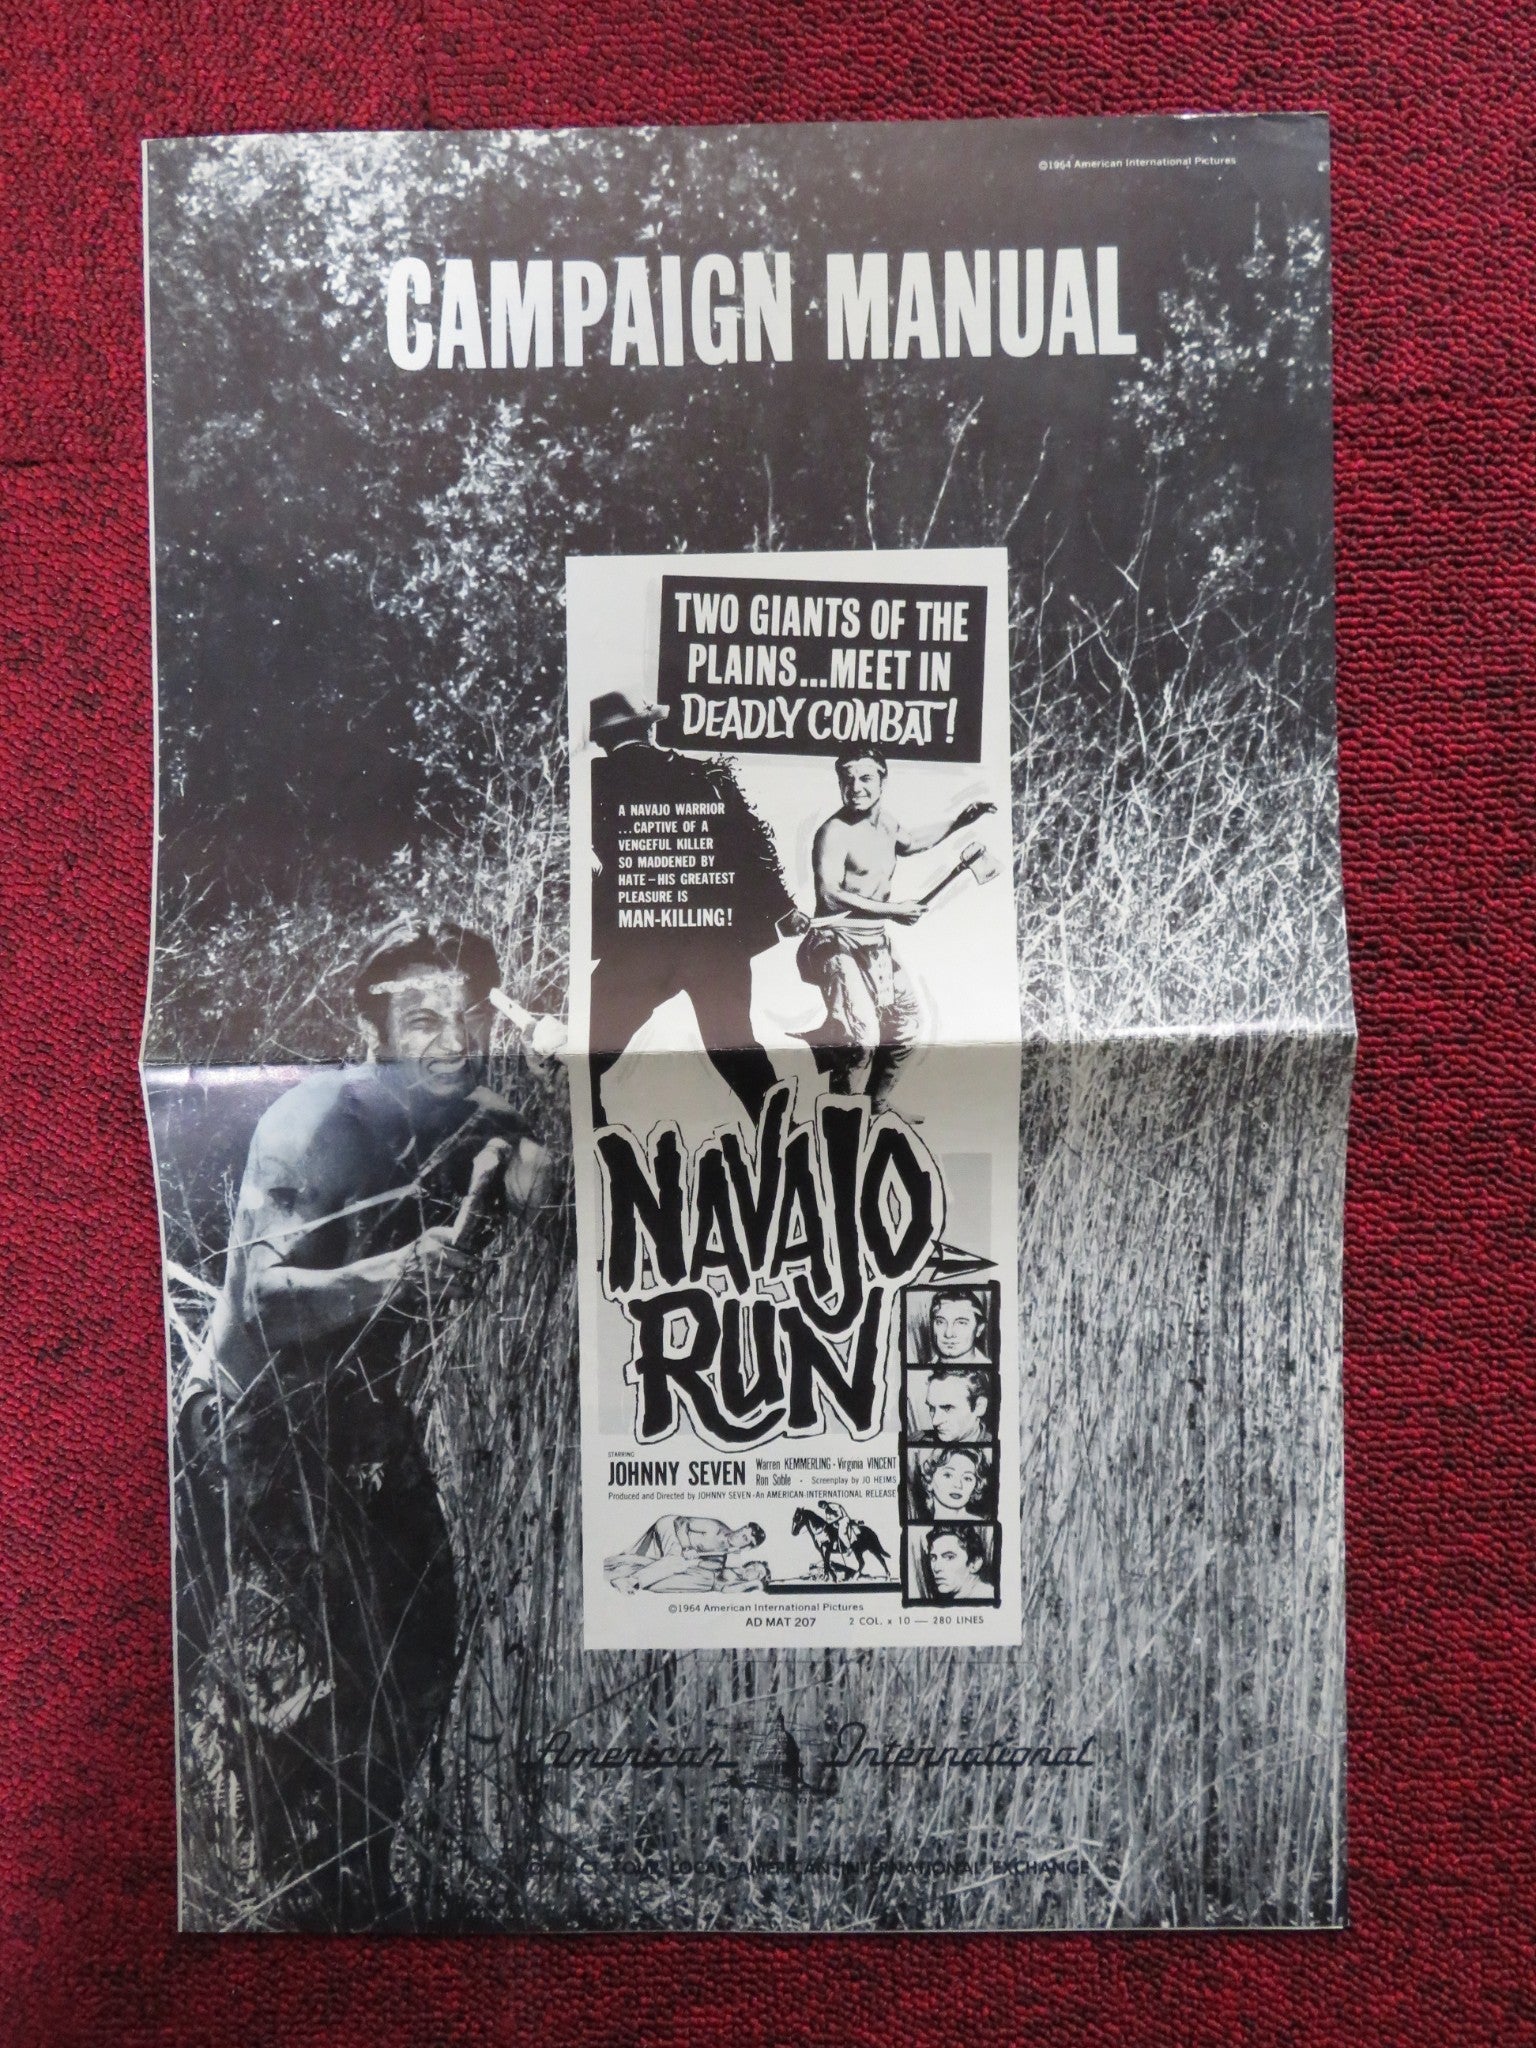 ©1964 American International Pictures
CAMPAIGN MANUAL
TWO GIANTS OF THE
PLAINS...MEET IN
DEADLY COMBAT!
A NAVAJO WARRIOR
...CAPTIVE OF A
VENGEFUL KILLER
SO MADDENED BY
HATE - HIS GREATEST
PLEASURE IS
MAN-KILLING!
NAVAJO
RUN
STARRING
JOHNNY SEVEN
Warren KEMMERLING - Virginia VINCENT
Ron Soble - Screenplay by JO HEIMS
Produced and Directed by JOHNNY SEVEN - An AMERICAN-INTERNATIONAL RELEASE
©1964 American International Pictures
AD MAT 207 2 COL. x 10 — 280 LINES
American International
PICTURES
CONTACT YOUR LOCAL AMERICAN INTERNATIONAL EXCHANGE